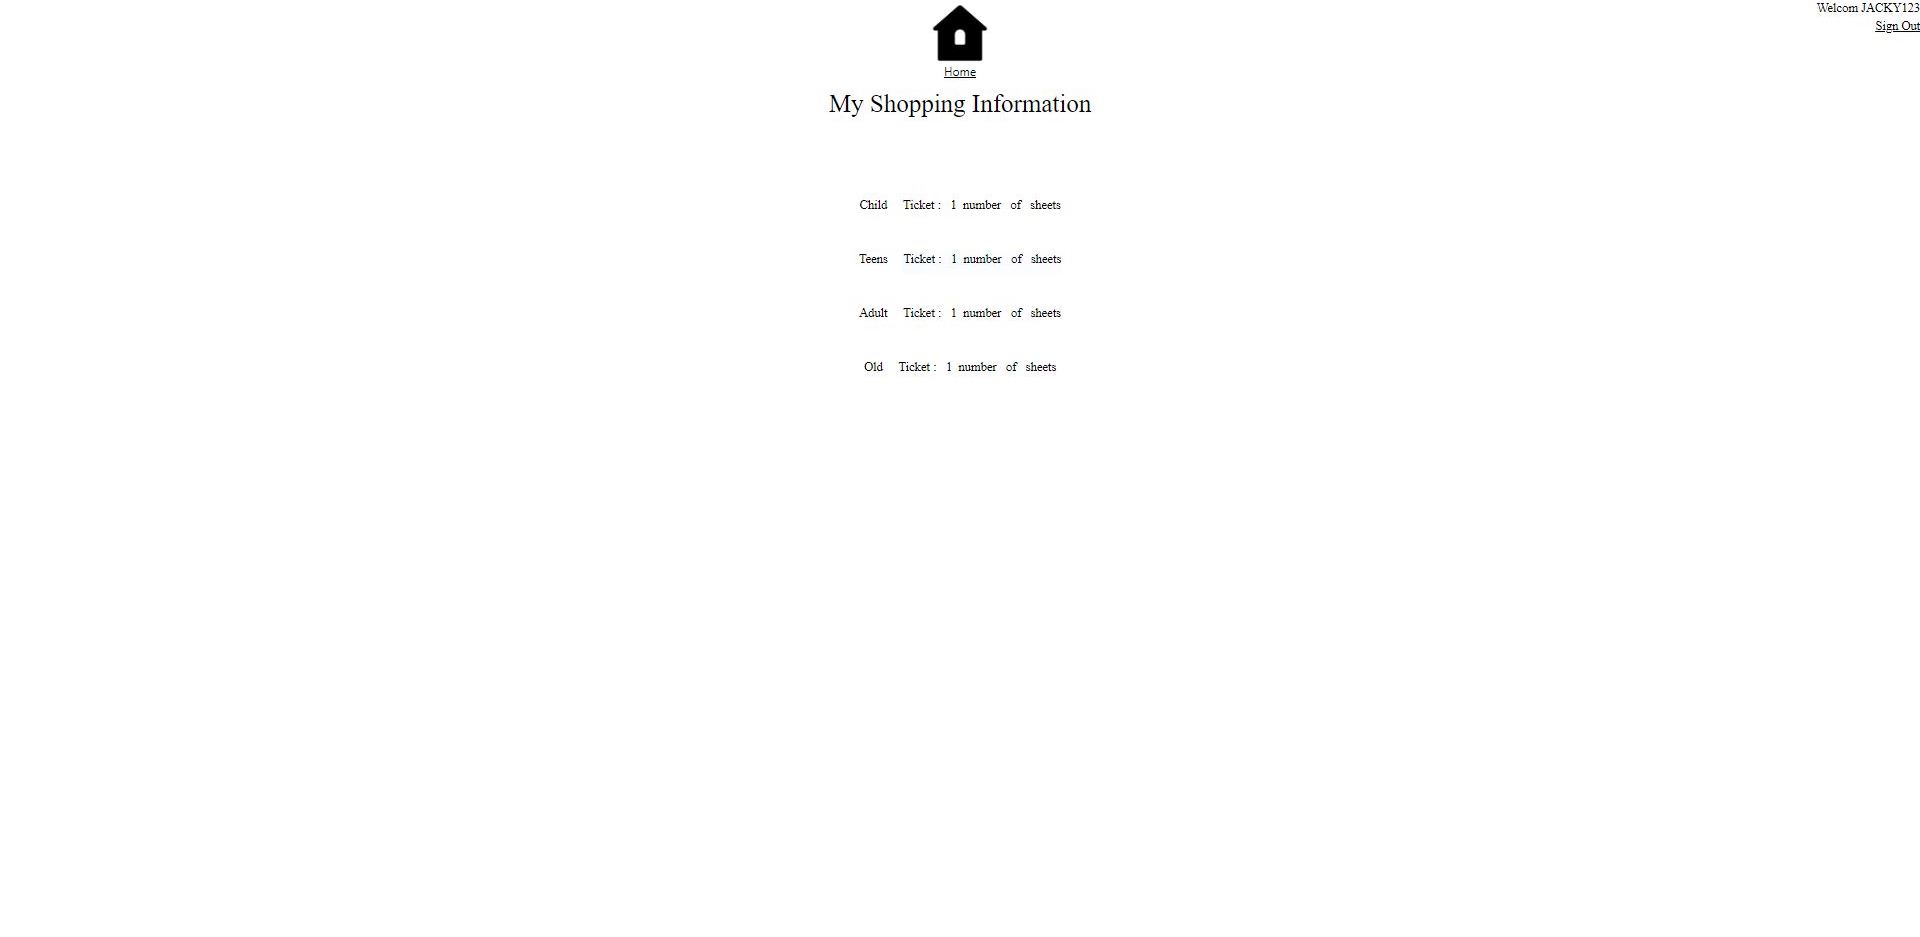 Welcom JACKY123
Sign Out
Home
My Shopping Information
Child Ticket : 1 number of sheets
Teens Ticket : 1 number of sheets
Adult Ticket : 1 number of sheets
Old Ticket : 1 number of sheets